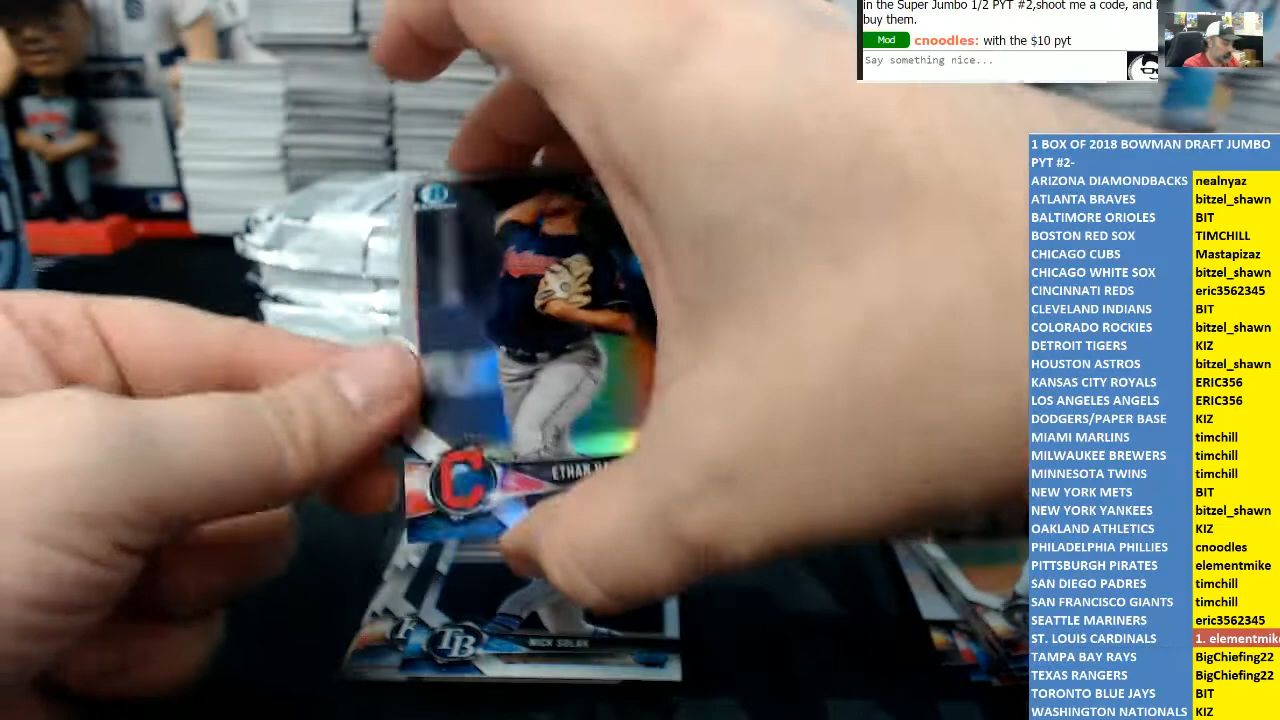 in the Super Jumbo 1/2 PYT #2,shoot me a code, and i
buy them.
Mod cnoodles: with the $10 pyt
Say something nice...
1 BOX OF 2018 BOWMAN DRAFT JUMBO
PYT #2-
ARIZONA DIAMONDBACKS nealnyaz
ATLANTA BRAVES bitzel_shawn
BALTIMORE ORIOLES BIT
BOSTON RED SOX TIMCHILL
CHICAGO CUBS Mastapizaz
CHICAGO WHITE SOX bitzel_shawn
CINCINNATI REDS eric3562345
CLEVELAND INDIANS BIT
COLORADO ROCKIES bitzel_shawn
DETROIT TIGERS KIZ
HOUSTON ASTROS bitzel_shawn
KANSAS CITY ROYALS ERIC356
LOS ANGELES ANGELS ERIC356
DODGERS/PAPER BASE KIZ
MIAMI MARLINS timchill
MILWAUKEE BREWERS timchill
MINNESOTA TWINS timchill
NEW YORK METS BIT
NEW YORK YANKEES bitzel_shawn
OAKLAND ATHLETICS KIZ
PHILADELPHIA PHILLIES cnoodles
PITTSBURGH PIRATES elementmike
SAN DIEGO PADRES timchill
SAN FRANCISCO GIANTS timchill
SEATTLE MARINERS eric3562345
ST. LOUIS CARDINALS 1. elementmike
TAMPA BAY RAYS BigChiefing22
TEXAS RANGERS BigChiefing22
TORONTO BLUE JAYS BIT
WASHINGTON NATIONALS KIZ
B
C
ETHAN
TB
NICK SOLAK